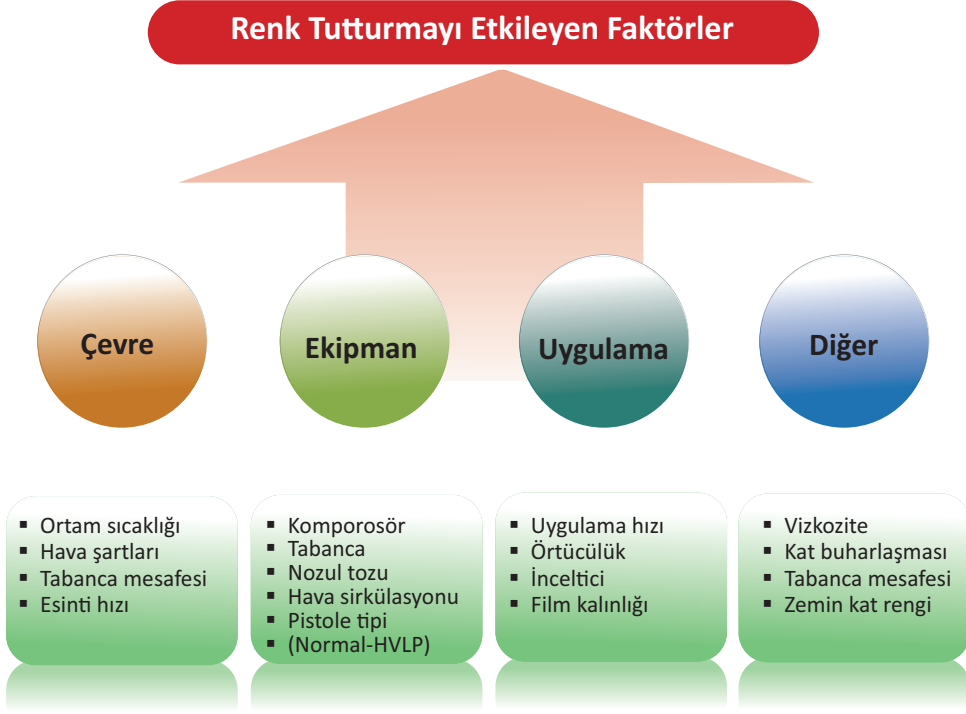 Renk Tutturmayı Etkileyen Faktörler
Çevre
Ekipman
Uygulama
Diğer
▪ Ortam sıcaklığı
▪ Hava şartları
▪ Tabanca mesafesi
▪ Esinti hızı
▪ Komporosör
▪ Tabanca
▪ Nozul tozu
▪ Hava sirkülasyonu
▪ Pistole tipi
▪ (Normal-HVLP)
▪ Uygulama hızı
▪ Örtücülük
▪ İnceltici
▪ Film kalınlığı
▪ Vizkozite
▪ Kat buharlaşması
▪ Tabanca mesafesi
▪ Zemin kat rengi